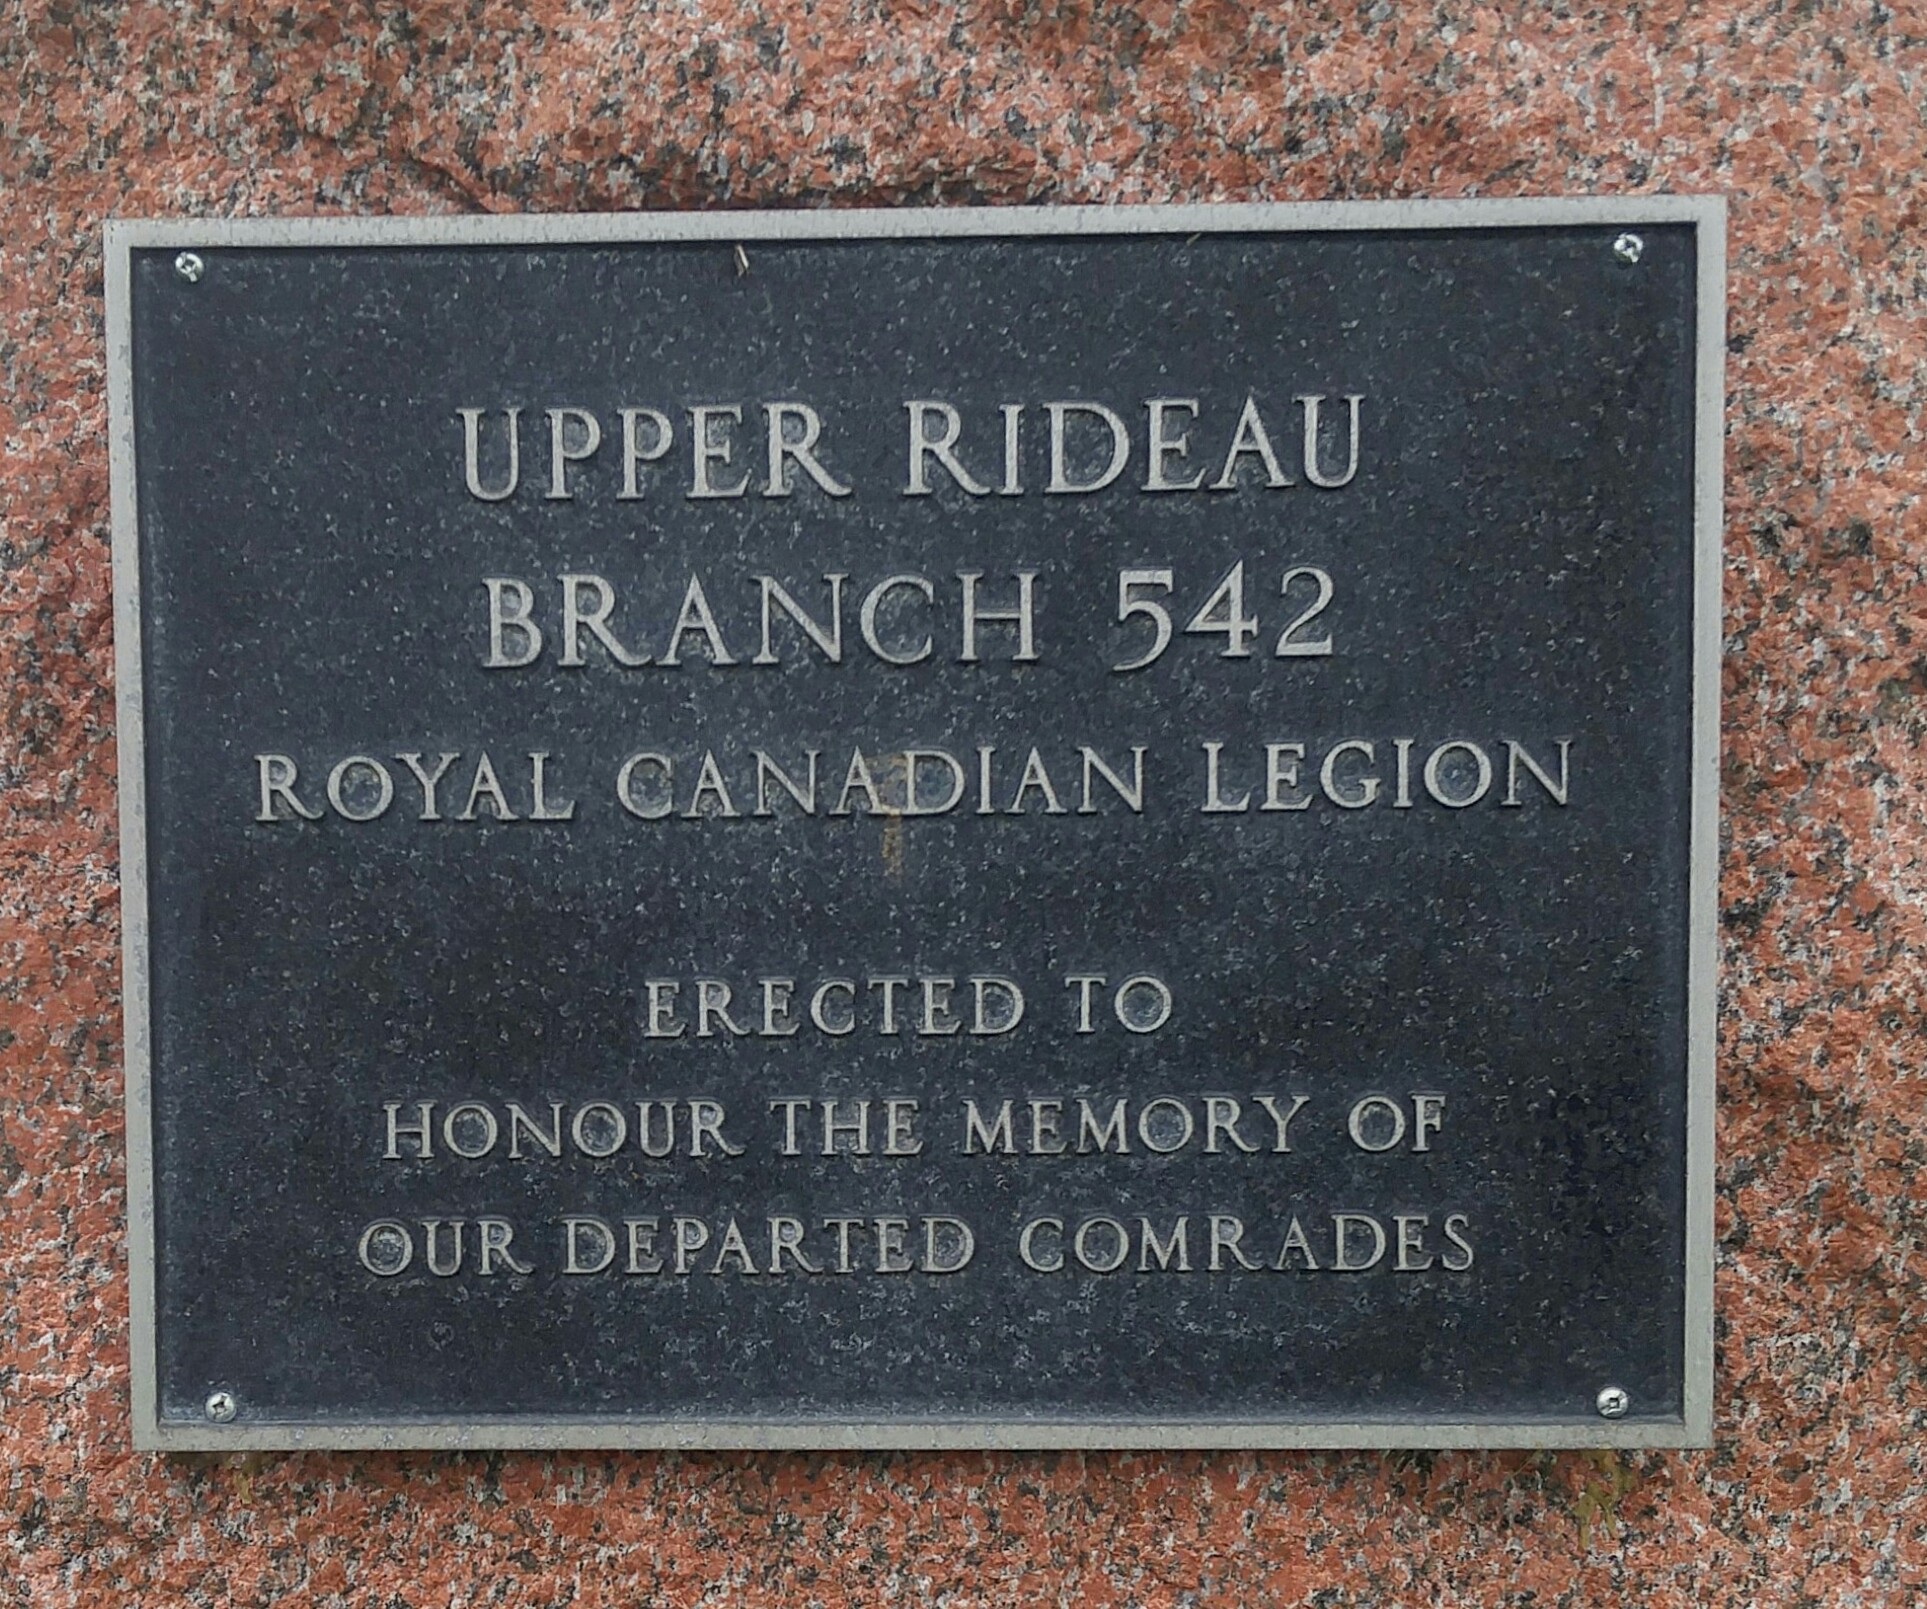 UPPER RIDEAU
BRANCH 542
ROYAL CANADIAN LEGION
ERECTED TO
HONOUR THE MEMORY OF
OUR DEPARTED COMRADES